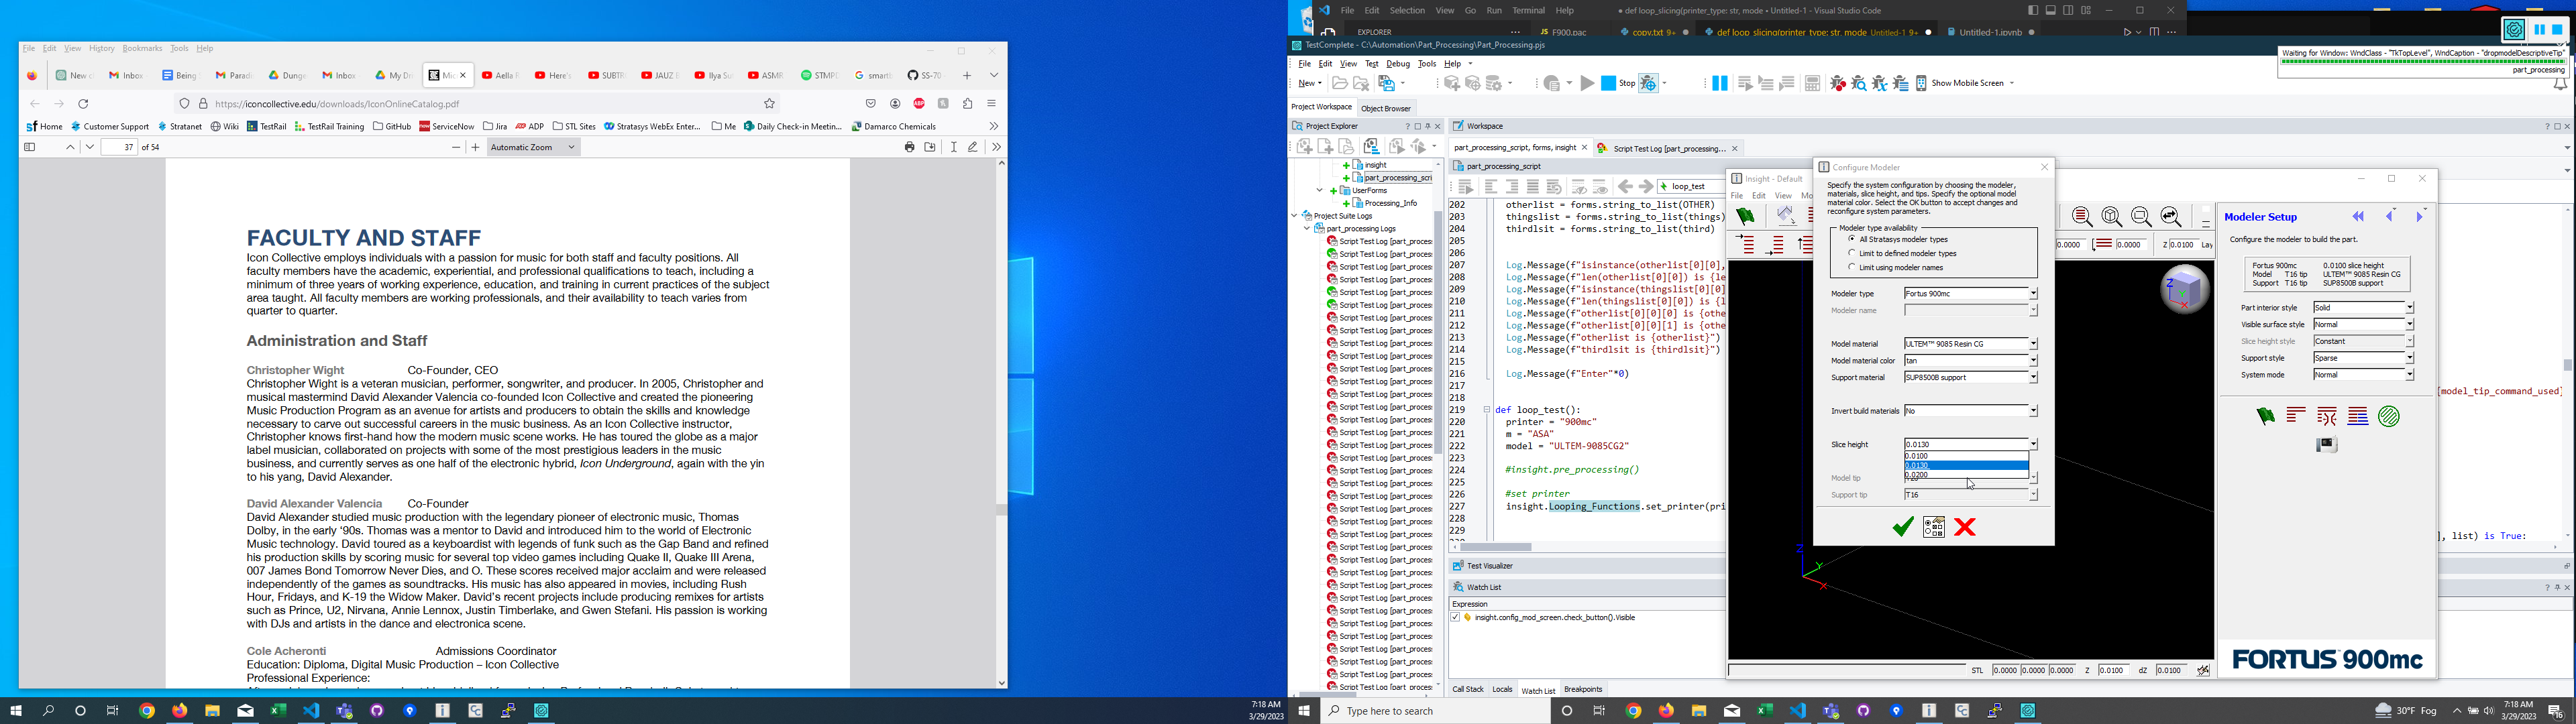 File Edit View History Bookmarks Tools Help
New c Inbox Being Paradi Dunge Inbox My Dr Mic Aella F Here's SUBTR JAUZ E Ilya Su ASMR STMPD smartb SS-70
https://iconcollective.edu/downloads/IconOnlineCatalog.pdf
Home Customer Support Stratanet Wiki TestRail TestRail Training GitHub ServiceNow Jira ADP STL Sites Stratasys WebEx Enter... Me Daily Check-in Meetin... Damarco Chemicals
37 of 54 Automatic Zoom
FACULTY AND STAFF
Icon Collective employs individuals with a passion for music for both staff and faculty positions. All
faculty members have the academic, experiential, and professional qualifications to teach, including a
minimum of three years of working experience, education, and training in current practices of the subject
area taught. All faculty members are working professionals, and their availability to teach varies from
quarter to quarter.
Administration and Staff
Christopher Wight Co-Founder, CEO
Christopher Wight is a veteran musician, performer, songwriter, and producer. In 2005, Christopher and
musical mastermind David Alexander Valencia co-founded Icon Collective and created the pioneering
Music Production Program as an avenue for artists and producers to obtain the skills and knowledge
necessary to carve out successful careers in the music business. As an Icon Collective instructor,
Christopher knows first-hand how the modern music scene works. He has toured the globe as a major
label musician, collaborated on projects with some of the most prestigious leaders in the music
business, and currently serves as one half of the electronic hybrid, Icon Underground, again with the yin
to his yang, David Alexander.
David Alexander Valencia Co-Founder
David Alexander studied music production with the legendary pioneer of electronic music, Thomas
Dolby, in the early ‘90s. Thomas was a mentor to David and introduced him to the world of Electronic
Music technology. David toured as a keyboardist with legends of funk such as the Gap Band and refined
his production skills by scoring music for several top video games including Quake II, Quake III Arena,
007 James Bond Tomorrow Never Dies, and O. These scores received major acclaim and were released
independently of the games as soundtracks. His music has also appeared in movies, including Rush
Hour, Fridays, and K-19 the Widow Maker. David’s recent projects include producing remixes for artists
such as Prince, U2, Nirvana, Annie Lennox, Justin Timberlake, and Gwen Stefani. His passion is working
with DJs and artists in the dance and electronica scene.
Cole Acheronti Admissions Coordinator
Education: Diploma, Digital Music Production – Icon Collective
Professional Experience:
7:18 AM
3/29/2023
File Edit Selection View Go Run Terminal Help
● def loop_slicing(printer_type: str, mode • Untitled-1 - Visual Studio Code
EXPLORER ... F900.pac copy.txt 9+ def loop_slicing(printer_type: str, mode Untitled-1 9+ Untitled-1.ipynb
TestComplete - C:\Automation\Part_Processing\Part_Processing.pjs
Waiting for Window: WndClass - "TkTopLevel", WndCaption - "dropmodelDescriptiveTip"
part_processing
File Edit View Test Debug Tools Help
New Stop Show Mobile Screen
Project Workspace Object Browser
Project Explorer
Workspace
insight
part_processing_scri
UserForms
Processing_Info
Project Suite Logs
part_processing Logs
Script Test Log [part_process
part_processing_script, forms, insight
Script Test Log [part_processing...
part_processing_script
loop_test
202 otherlist = forms.string_to_list(OTHER)
203 thingslist = forms.string_to_list(things)
204 thirdlsit = forms.string_to_list(third)
205
206
207 Log.Message(f"isinstance(otherlist[0][0],
208 Log.Message(f"len(otherlist[0][0]) is {le
209 Log.Message(f"isinstance(thingslist[0][0]
210 Log.Message(f"len(thingslist[0][0]) is {l
211 Log.Message(f"otherlist[0][0][0] is {othe
212 Log.Message(f"otherlist[0][0][1] is {othe
213 Log.Message(f"otherlist is {otherlist}")
214 Log.Message(f"thirdlsit is {thirdlsit}")
215
216 Log.Message(f"Enter"*0)
217
218
219 def loop_test():
220 printer = "900mc"
221 m = "ASA"
222 model = "ULTEM-9085CG2"
223
224 #insight.pre_processing()
225
226 #set printer
227 insight.Looping_Functions.set_printer(pri
228
229
[model_tip_command_used]
], list) is True:
Test Visualizer
Watch List
Expression
insight.config_mod_screen.check_button().Visible
Call Stack Locals Watch List Breakpoints
Insight - Default
File Edit View Mo
Configure Modeler
Specify the system configuration by choosing the modeler,
materials, slice height, and tips. Specify the optional model
material color. Select the OK button to accept changes and
reconfigure system parameters.
Modeler type availability
All Stratasys modeler types
Limit to defined modeler types
Limit using modeler names
Modeler type Fortus 900mc
Modeler name
Model material ULTEM™ 9085 Resin CG
Model material color tan
Support material SUP8500B support
Invert build materials No
Slice height 0.0130
0.0100
0.0130
0.0200
Model tip
Support tip T16
0.0000 0.0000 Z 0.0100 Lay
Modeler Setup
Configure the modeler to build the part.
Fortus 900mc 0.0100 slice height
Model T16 tip ULTEM™ 9085 Resin CG
Support T16 tip SUP8500B support
Part interior style Solid
Visible surface style Normal
Slice height style Constant
Support style Sparse
System mode Normal
Z
Y
X
STL 0.0000 0.0000 0.0000 Z 0.0100 dZ 0.0100
FORTUS 900mc
Type here to search
30°F Fog
7:18 AM
3/29/2023